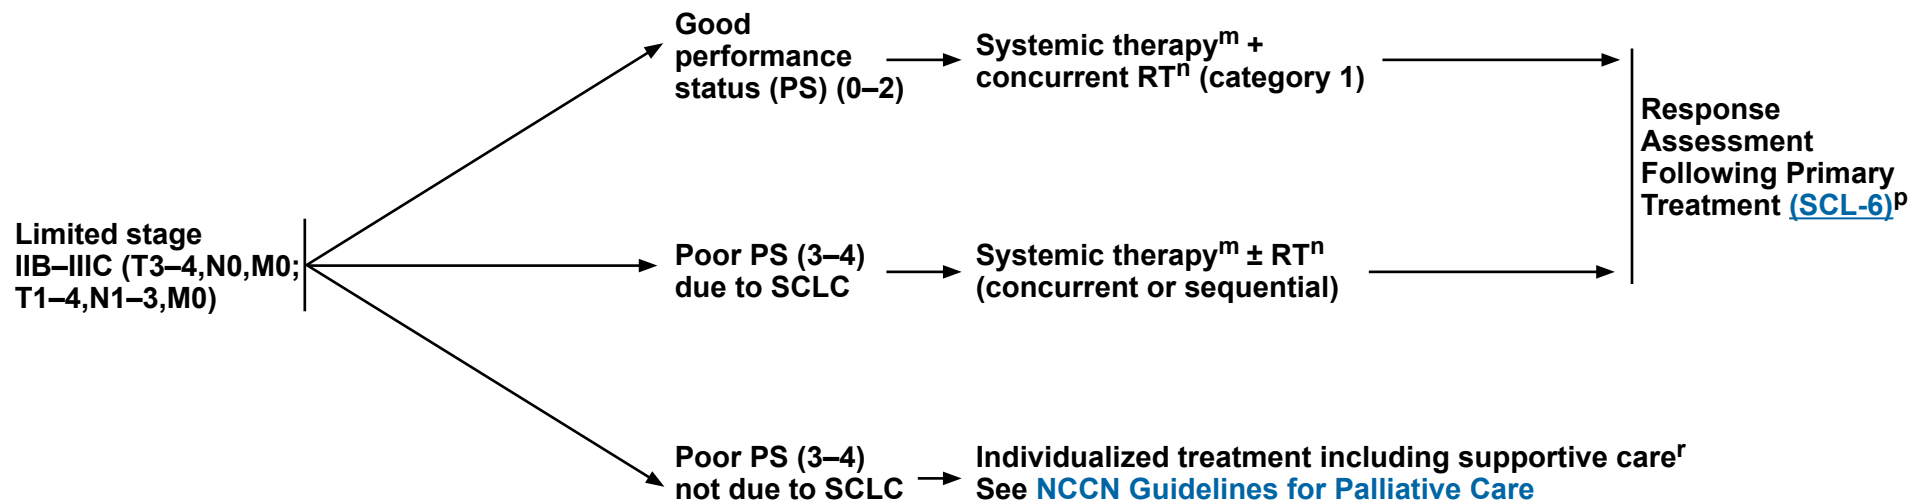 Limited stage
IIB–IIIC (T3–4,N0,M0;
T1–4,N1–3,M0)
Good
performance
status (PS) (0–2)
Systemic therapyᵐ +
concurrent RTⁿ (category 1)
Poor PS (3–4)
due to SCLC
Systemic therapyᵐ ± RTⁿ
(concurrent or sequential)
Response
Assessment
Following Primary
Treatment (SCL-6)ᵖ
Poor PS (3–4)
not due to SCLC
Individualized treatment including supportive careʳ
See NCCN Guidelines for Palliative Care